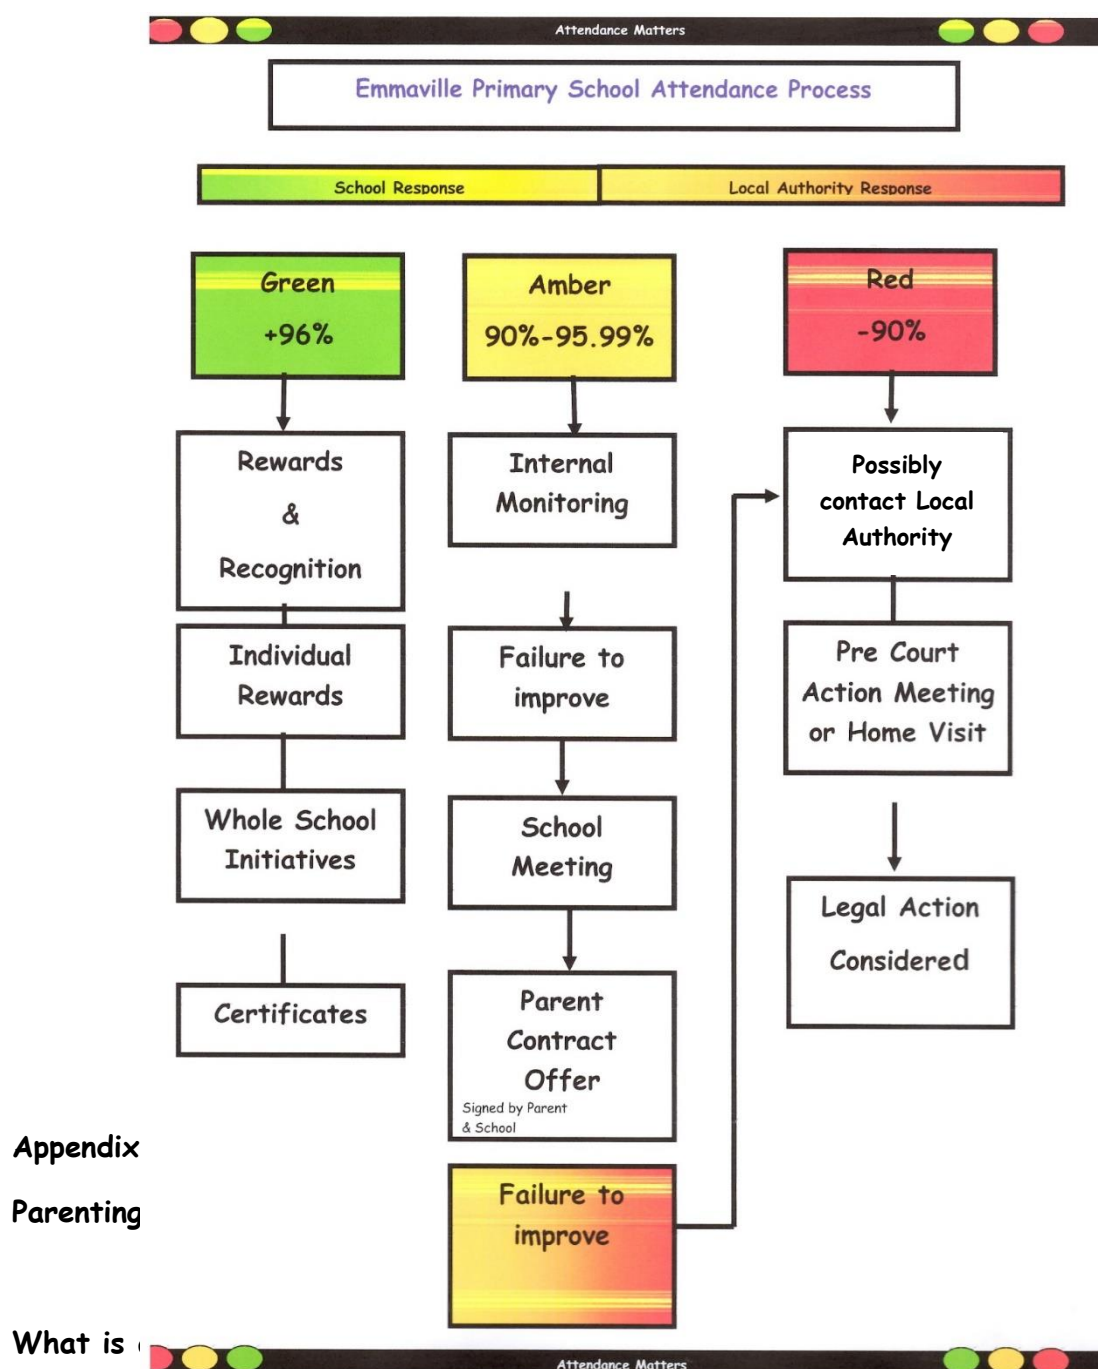 Attendance Matters
Emmaville Primary School Attendance Process
School Response
Local Authority Response
Green
+96%
Rewards
&
Recognition
Individual
Rewards
Whole School
Initiatives
Certificates
Amber
90%-95.99%
Internal
Monitoring
Failure to
improve
School
Meeting
Parent
Contract
Offer
Signed by Parent
& School
Failure to
improve
Red
-90%
Possibly
contact Local
Authority
Pre Court
Action Meeting
or Home Visit
Legal Action
Considered
Appendix
Parenting
What is
Attendance Matters